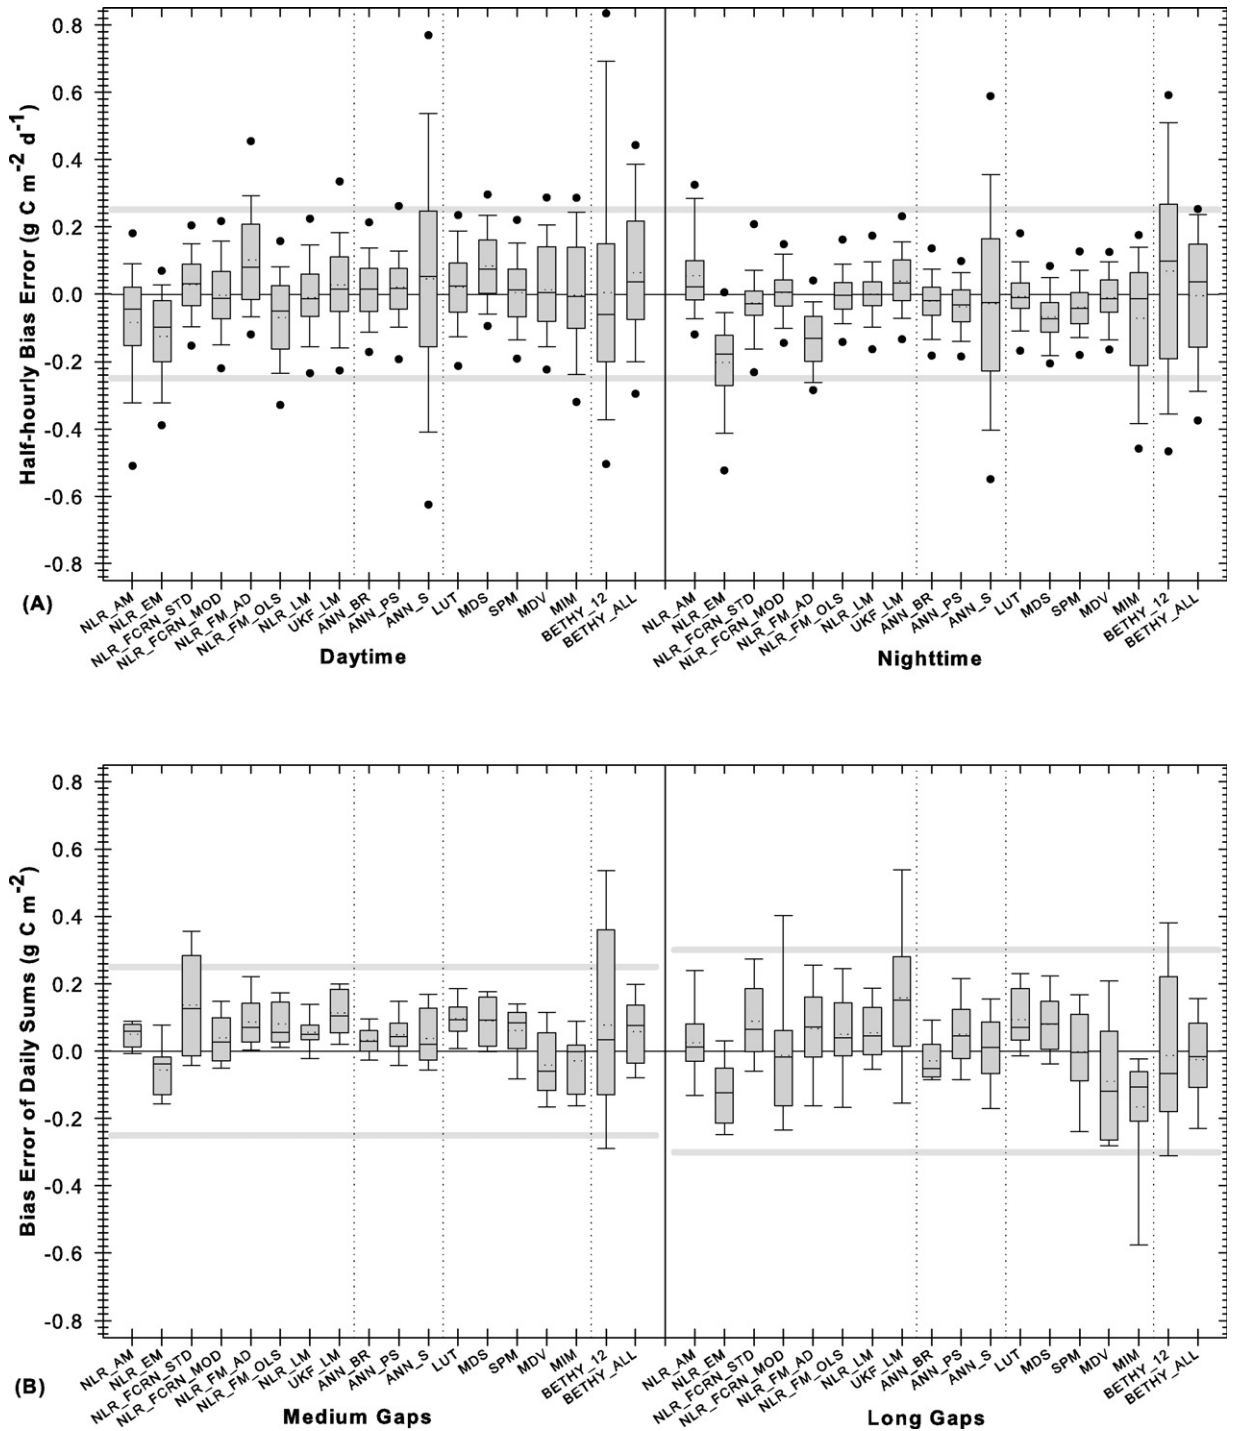 0.8
0.6
0.4
0.2
0.0
-0.2
-0.4
-0.6
-0.8
Half-hourly Bias Error (g C m-2 d-1)
(A)
NLR_AM
NLR_EM
NLR_FCRN_STD
NLR_FCRN_MOD
NLR_FM_AD
NLR_FM_OLS
NLR_LM
UKF_LM
ANN_BR
ANN_PS
ANN_S
LUT
MDS
SPM
MDV
MIM
BETHY_12
BETHY_ALL
Daytime
NLR_AM
NLR_EM
NLR_FCRN_STD
NLR_FCRN_MOD
NLR_FM_AD
NLR_FM_OLS
NLR_LM
UKF_LM
ANN_BR
ANN_PS
ANN_S
LUT
MDS
SPM
MDV
MIM
BETHY_12
BETHY_ALL
Nighttime
0.8
0.6
0.4
0.2
0.0
-0.2
-0.4
-0.6
-0.8
Bias Error of Daily Sums (g C m-2)
(B)
NLR_AM
NLR_EM
NLR_FCRN_STD
NLR_FCRN_MOD
NLR_FM_AD
NLR_FM_OLS
NLR_LM
UKF_LM
ANN_BR
ANN_PS
ANN_S
LUT
MDS
SPM
MDV
MIM
BETHY_12
BETHY_ALL
Medium Gaps
NLR_AM
NLR_EM
NLR_FCRN_STD
NLR_FCRN_MOD
NLR_FM_AD
NLR_FM_OLS
NLR_LM
UKF_LM
ANN_BR
ANN_PS
ANN_S
LUT
MDS
SPM
MDV
MIM
BETHY_12
BETHY_ALL
Long Gaps